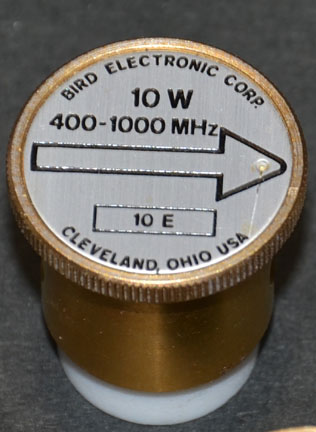 BIRD ELECTRONIC CORP.
10 W
400-1000 MHz
10 E
CLEVELAND, OHIO USA